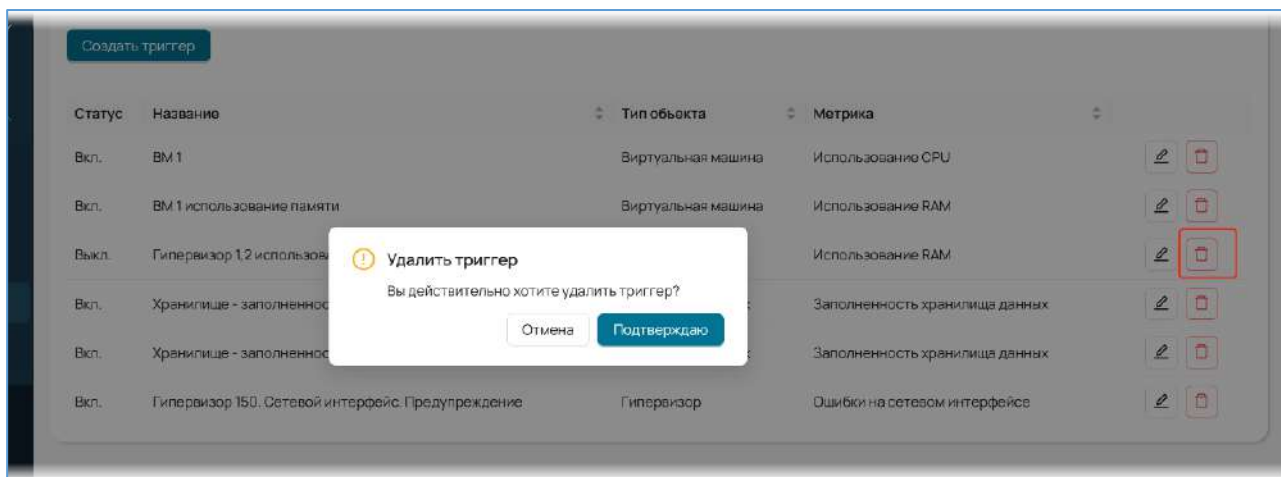 Создать триггер
Статус Название Тип объекта Метрика
Вкл. ВМ 1 Виртуальная машина Использование CPU
Вкл. ВМ 1 использование памяти Виртуальная машина Использование RAM
Выкл. Гипервизор 1,2 Использование RAM
Удалить триггер
Вы действительно хотите удалить триггер?
Вкл. Хранилище - Заполненность хранилища данных
Отмена Подтверждаю
Вкл. Хранилище - Заполненность хранилища данных
Вкл. Гипервизор 150. Сетевой интерфейс. Предупреждение Гипервизор Ошибки на сетевом интерфейсе